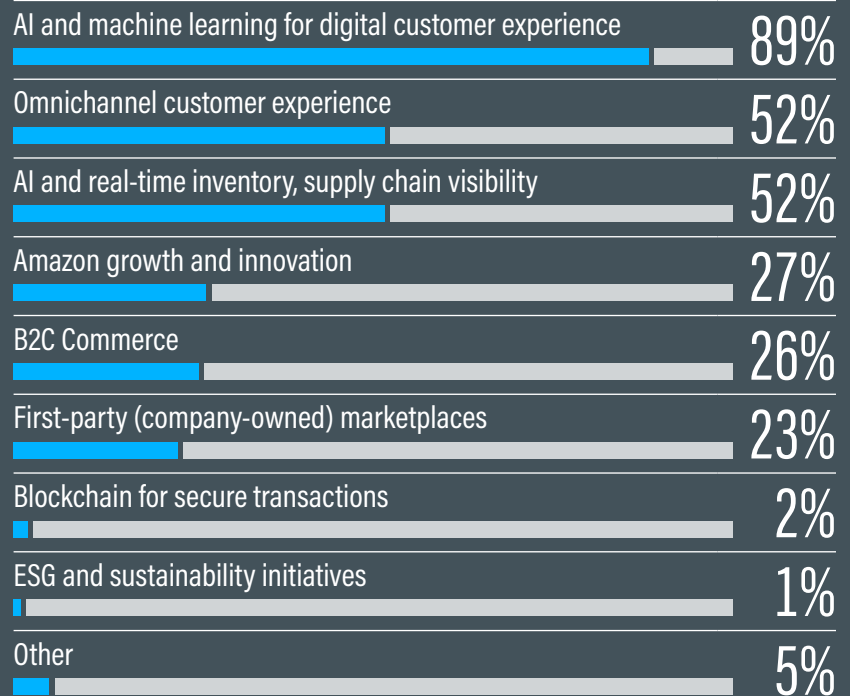 AI and machine learning for digital customer experience
89%
Omnichannel customer experience
52%
AI and real-time inventory, supply chain visibility
52%
Amazon growth and innovation
27%
B2C Commerce
26%
First-party (company-owned) marketplaces
23%
Blockchain for secure transactions
2%
ESG and sustainability initiatives
1%
Other
5%